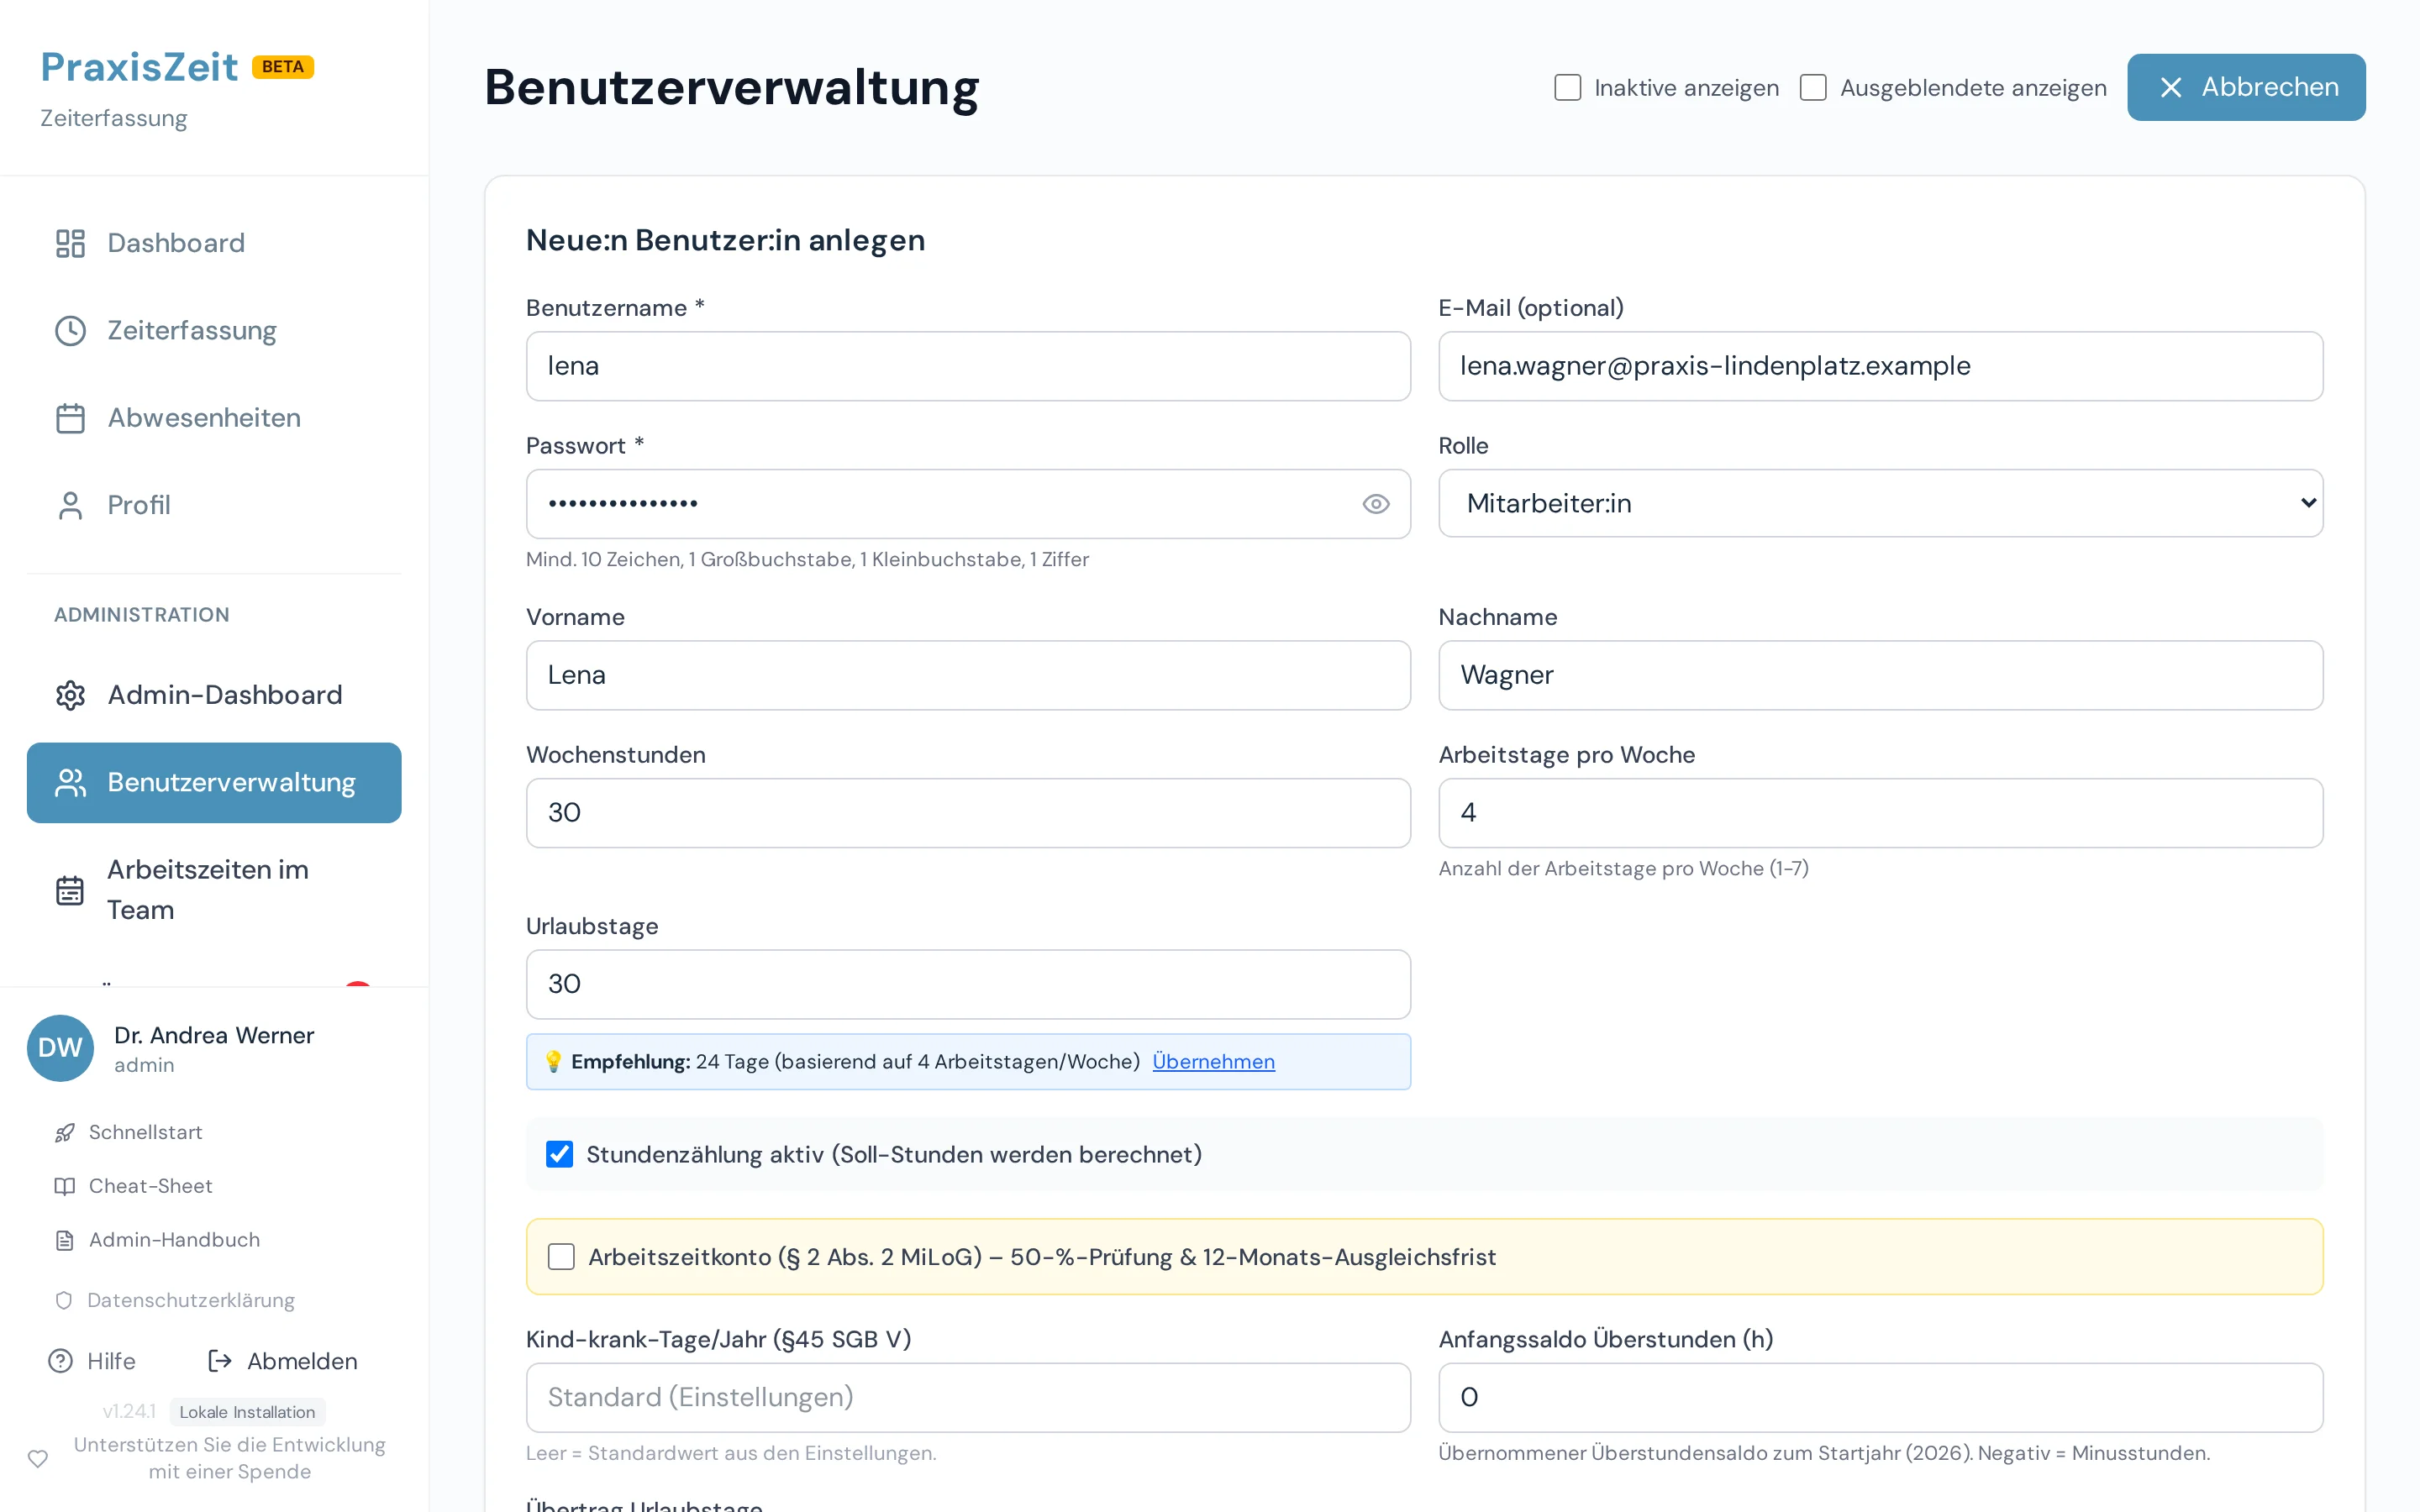 PraxisZeit BETA
Zeiterfassung
Dashboard
Zeiterfassung
Abwesenheiten
Profil
ADMINISTRATION
Admin-Dashboard
Benutzerverwaltung
Arbeitszeiten im
Team
DW
Dr. Andrea Werner
admin
Schnellstart
Cheat-Sheet
Admin-Handbuch
Datenschutzerklärung
Hilfe Abmelden
v1.24.1 Lokale Installation
Unterstützen Sie die Entwicklung
mit einer Spende
Benutzerverwaltung
Inaktive anzeigen Ausgeblendete anzeigen Abbrechen
Neue:n Benutzer:in anlegen
Benutzername * E-Mail (optional)
lena lena.wagner@praxis-lindenplatz.example
Passwort * Rolle
••••••••••••••• Mitarbeiter:in
Mind. 10 Zeichen, 1 Großbuchstabe, 1 Kleinbuchstabe, 1 Ziffer
Vorname Nachname
Lena Wagner
Wochenstunden Arbeitstage pro Woche
30 4
Anzahl der Arbeitstage pro Woche (1-7)
Urlaubstage
30
💡 Empfehlung: 24 Tage (basierend auf 4 Arbeitstagen/Woche) Übernehmen
Stundenzählung aktiv (Soll-Stunden werden berechnet)
Arbeitszeitkonto (§ 2 Abs. 2 MiLoG) – 50-%-Prüfung & 12-Monats-Ausgleichsfrist
Kind-krank-Tage/Jahr (§45 SGB V) Anfangssaldo Überstunden (h)
Standard (Einstellungen) 0
Leer = Standardwert aus den Einstellungen. Übernommener Überstundensaldo zum Startjahr (2026). Negativ = Minusstunden.
Übertrag Urlaubstage